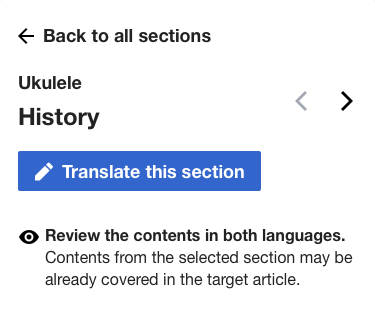 Back to all sections
Ukulele
History
Translate this section
Review the contents in both languages.
Contents from the selected section may be
already covered in the target article.